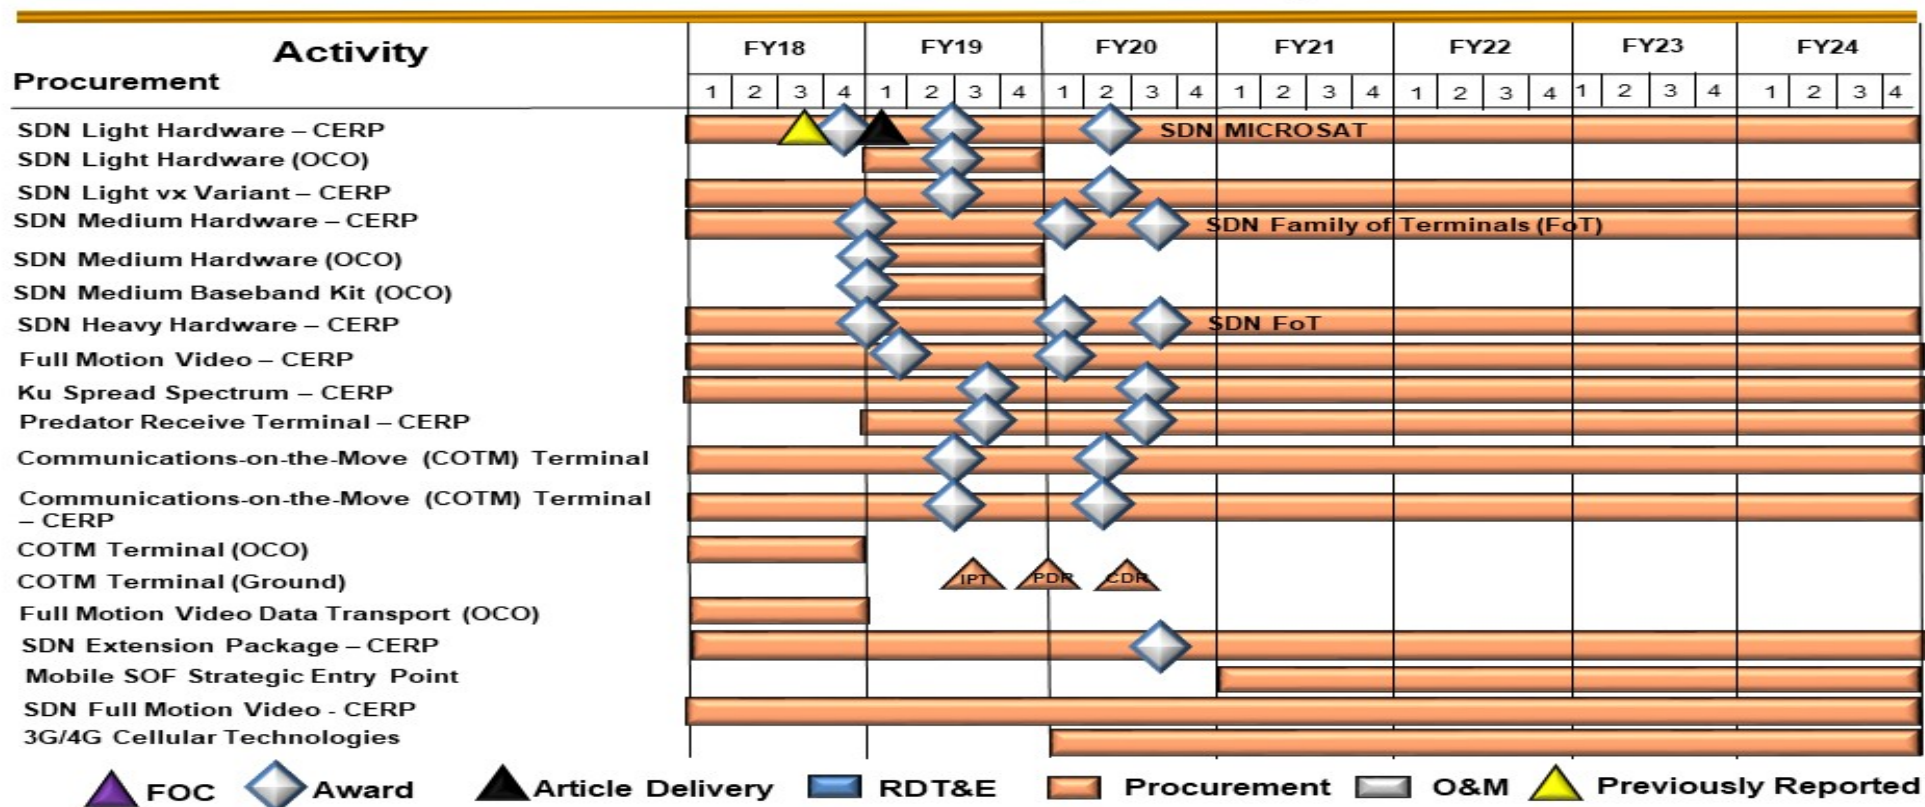 Activity
FY18 FY19 FY20 FY21 FY22 FY23 FY24
Procurement
1 2 3 4 1 2 3 4 1 2 3 4 1 2 3 4 1 2 3 4 1 2 3 4 1 2 3 4
SDN Light Hardware – CERP SDN MICROSAT
SDN Light Hardware (OCO)
SDN Light vx Variant – CERP
SDN Medium Hardware – CERP SDN Family of Terminals (FoT)
SDN Medium Hardware (OCO)
SDN Medium Baseband Kit (OCO)
SDN Heavy Hardware – CERP SDN FoT
Full Motion Video – CERP
Ku Spread Spectrum – CERP
Predator Receive Terminal – CERP
Communications-on-the-Move (COTM) Terminal
Communications-on-the-Move (COTM) Terminal
– CERP
COTM Terminal (OCO)
COTM Terminal (Ground) IPT PDR CDR
Full Motion Video Data Transport (OCO)
SDN Extension Package – CERP
Mobile SOF Strategic Entry Point
SDN Full Motion Video - CERP
3G/4G Cellular Technologies
FOC Award Article Delivery RDT&E Procurement O&M Previously Reported